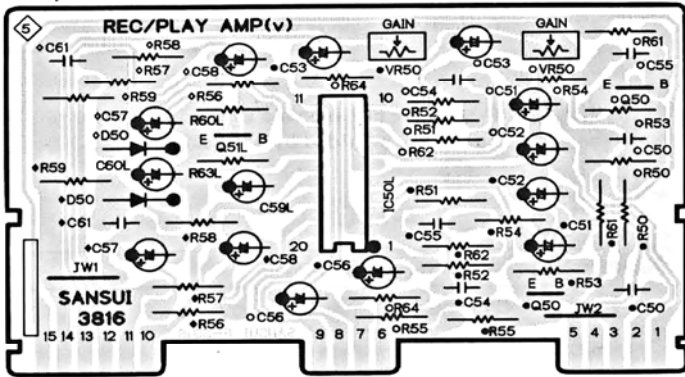 5 REC/PLAY AMP(v) GAIN GAIN
◇C61 ◇R58 ◇R57 ◇C58 ●C53 ●VR50 ●C53 ○VR50 ○R61 ○C55
◇R59 ◇R56 ○R64 11 10 ○C54 ○C51 ○R54 E B
◇C57 R60L ○R52 ○Q50
◇D50 E B ○R51 ○C52 ○R53
Q51L ○R62 ○C50
◆R59 C60L R63L ●C52 ○R50
◆D50 C59L IC50L ●R51
◆C61 ◆R58 ●C55 ●R54 ●C51 ●R61 ●R50
◆C57 20 1
◆C58 ●C56 ●R62
JW1 ●R52 E B ●R53
SANSUI ◆R57 ●C54 ●Q50
3816 ◆R56 ○C56 ○R64 JW2 ●C50
○R55 ●R55
15 14 13 12 11 10 9 8 7 6 5 4 3 2 1